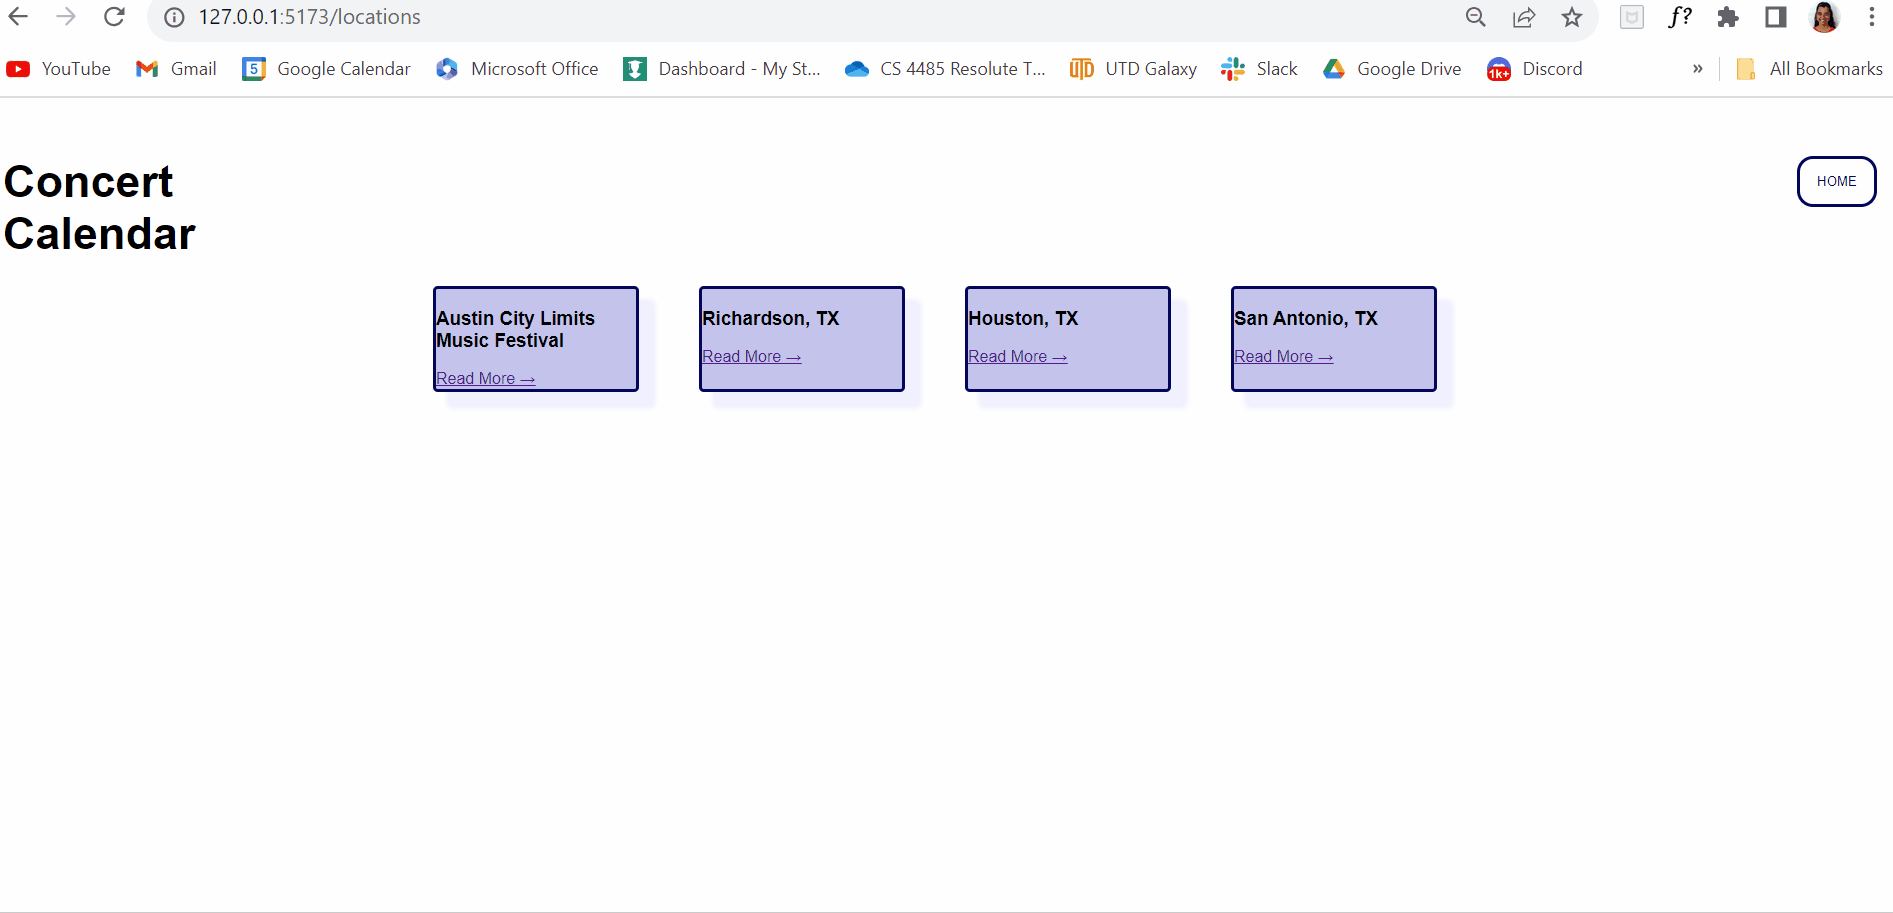 127.0.0.1:5173/locations
f?
YouTube
Gmail
5
Google Calendar
Microsoft Office
Dashboard - My St...
CS 4485 Resolute T...
UTD Galaxy
Slack
Google Drive
1k+
Discord
»
All Bookmarks
Concert
Calendar
HOME
Austin City Limits
Music Festival
Read More →
Richardson, TX
Read More →
Houston, TX
Read More →
San Antonio, TX
Read More →